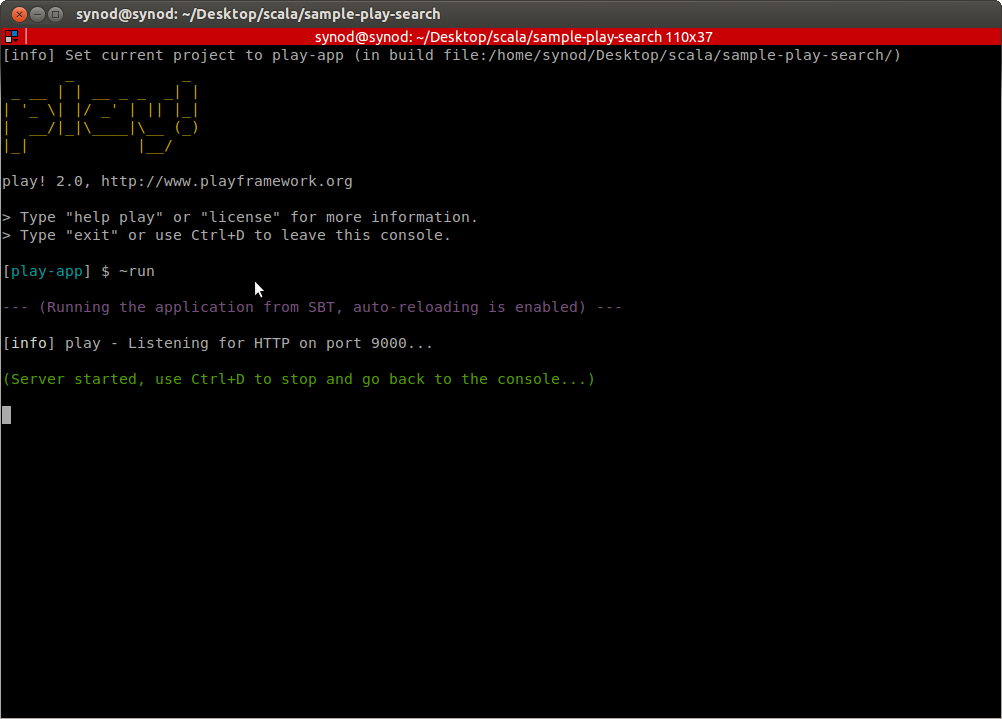 synod@synod: ~/Desktop/scala/sample-play-search
synod@synod: ~/Desktop/scala/sample-play-search 110x37
[info] Set current project to play-app (in build file:/home/synod/Desktop/scala/sample-play-search/)
       _            _
 _ __ | | __ _ _  _| |
| '_ \| |/ _' | || |_|
|  __/|_|\____|\__ (_)
|_|            |__/
play! 2.0, http://www.playframework.org
> Type "help play" or "license" for more information.
> Type "exit" or use Ctrl+D to leave this console.
[play-app] $ ~run
--- (Running the application from SBT, auto-reloading is enabled) ---
[info] play - Listening for HTTP on port 9000...
(Server started, use Ctrl+D to stop and go back to the console...)